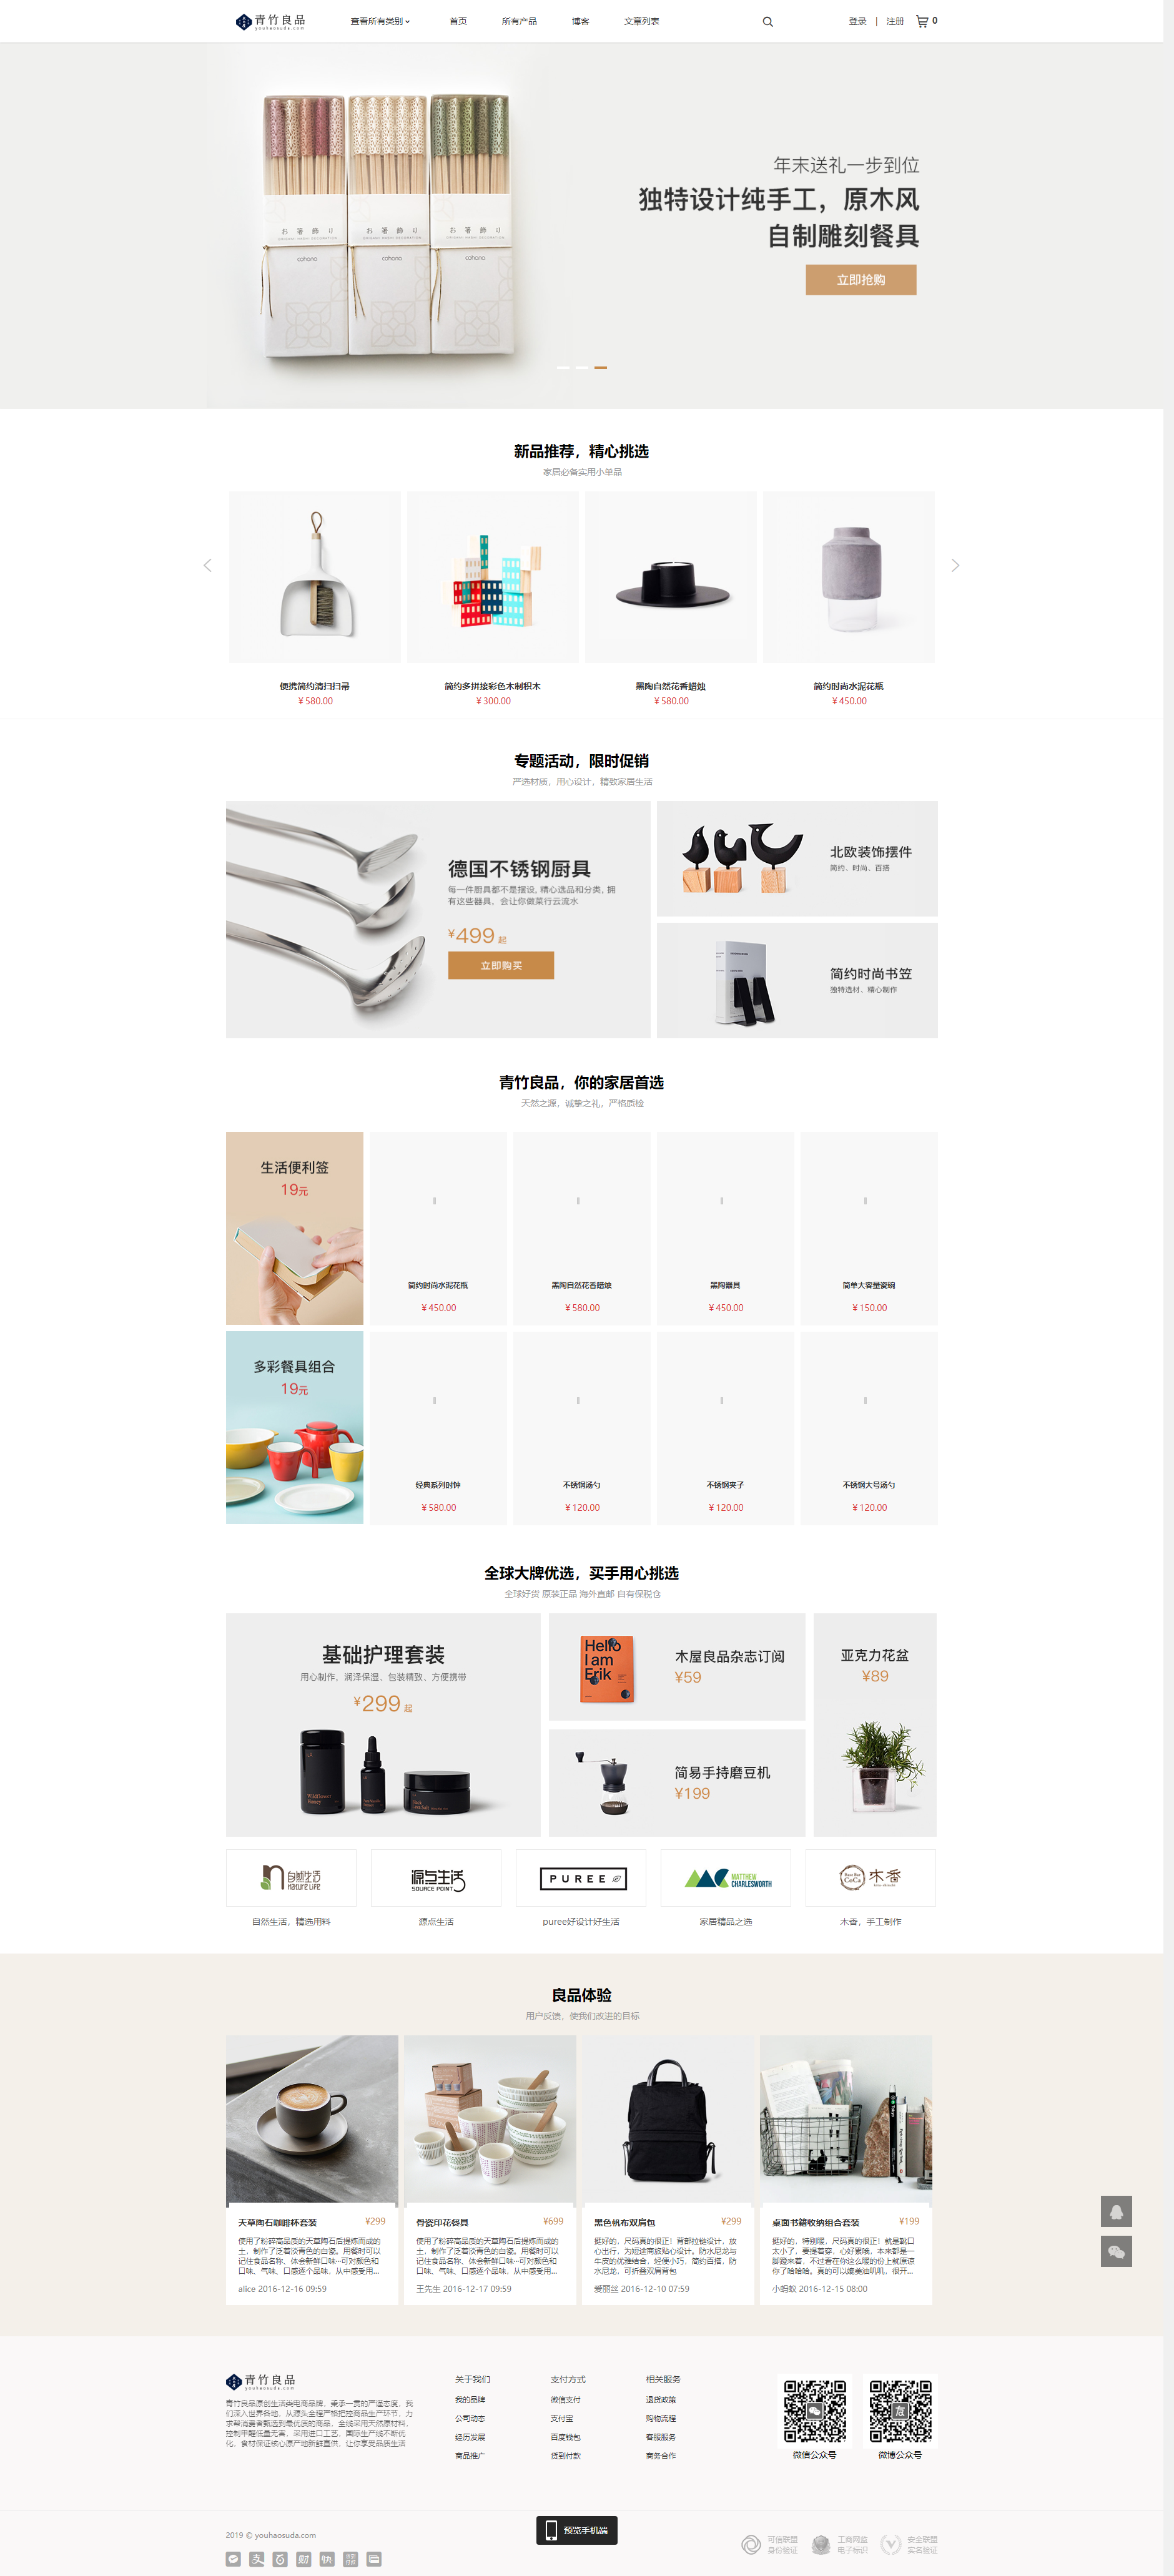 青竹良品
youhaosuda.com
查看所有类别
首页
所有产品
博客
文章列表
登录 | 注册
0
年末送礼一步到位
独特设计纯手工，原木风
自制雕刻餐具
立即抢购
お箸飾り
cohana
お箸飾り
cohana
お箸飾り
cohana
新品推荐，精心挑选
家居必备实用小单品
便携简约清扫扫帚
¥ 580.00
简约多拼接彩色木制积木
¥ 300.00
黑陶自然花香蜡烛
¥ 580.00
简约时尚水泥花瓶
¥ 450.00
专题活动，限时促销
严选材质，用心设计，精致家居生活
德国不锈钢厨具
每一件厨具都不是摆设, 精心选品和分类, 拥
有这些器具，会让你做菜行云流水
¥499 起
立即购买
北欧装饰摆件
简约、时尚、百搭
简约时尚书笠
独特选材、精心制作
青竹良品，你的家居首选
天然之源，诚挚之礼，严格质检
生活便利签
19元
简约时尚水泥花瓶
¥ 450.00
黑陶自然花香蜡烛
¥ 580.00
黑陶器具
¥ 450.00
简单大容量瓷碗
¥ 150.00
多彩餐具组合
19元
经典系列时钟
¥ 580.00
不锈钢汤勺
¥ 120.00
不锈钢夹子
¥ 120.00
不锈钢大号汤勺
¥ 120.00
全球大牌优选，买手用心挑选
全球好货 原装正品 海外直邮 自有保税仓
基础护理套装
用心制作，润泽保湿、包装精致、方便携带
¥299 起
Hello
I am
Erik
木屋良品杂志订阅
¥59
简易手持磨豆机
¥199
亚克力花盆
¥89
自然生活
NATURE LIFE
自然生活，精选用料
源点生活
SOURCE POINT
源点生活
PUREE
puree好设计好生活
MATTHEW
CHARLESWORTH
家居精品之选
CoCa
木香
木香，手工制作
良品体验
用户反馈，使我们改进的目标
天草陶石咖啡杯套装 ¥299
使用了粉碎高品质的天草陶石后提炼而成的
土，制作了泛着淡青色的白瓷。用餐时可以
记住食品名称、体会新鲜口味--可对颜色和
口味、气味、口感逐个品味，从中感受用...
alice 2016-12-16 09:59
骨瓷印花餐具 ¥699
使用了粉碎高品质的天草陶石后提炼而成的
土，制作了泛着淡青色的白瓷。用餐时可以
记住食品名称、体会新鲜口味--可对颜色和
口味、气味、口感逐个品味，从中感受用...
王先生 2016-12-17 09:59
黑色帆布双肩包 ¥299
挺好的，尺码真的很正！背部拉链设计，放
心出行，为短途商旅贴心设计。防水尼龙与
牛皮的优雅结合，轻便小巧，简约百搭，防
水尼龙，可折叠双肩背包
爱丽丝 2016-12-10 07:59
桌面书籍收纳组合套装 ¥199
挺好的，特别暖，尺码真的很正！就是靴口
太小了，要提着穿，心好累嗬，本来都是一
脚蹬来着，不过看在你这么暖的份上就原谅
你了哈哈哈。真的可以媲美油叽叽，很开...
小蚂蚁 2016-12-15 08:00
青竹良品
youhaosuda.com
青竹良品原创生活类电商品牌，秉承一贯的严谨态度，我
们深入世界各地，从源头全程严格把控商品生产环节，力
求帮消费者甄选到最优质的商品，全线采用天然原材料，
控制甲醛低量无害，采用进口工艺，国际生产线不断优
化，食材保证核心原产地新鲜直供，让你享受品质生活
关于我们
我的品牌
公司动态
经历发展
商品推广
支付方式
微信支付
支付宝
百度钱包
货到付款
相关服务
退货政策
购物流程
客服服务
商务合作
微信公众号
微博公众号
2019 © youhaosuda.com
支
财
快
货到付款
预览手机端
可信联盟
身份验证
工商网监
电子标识
安全联盟
实名验证